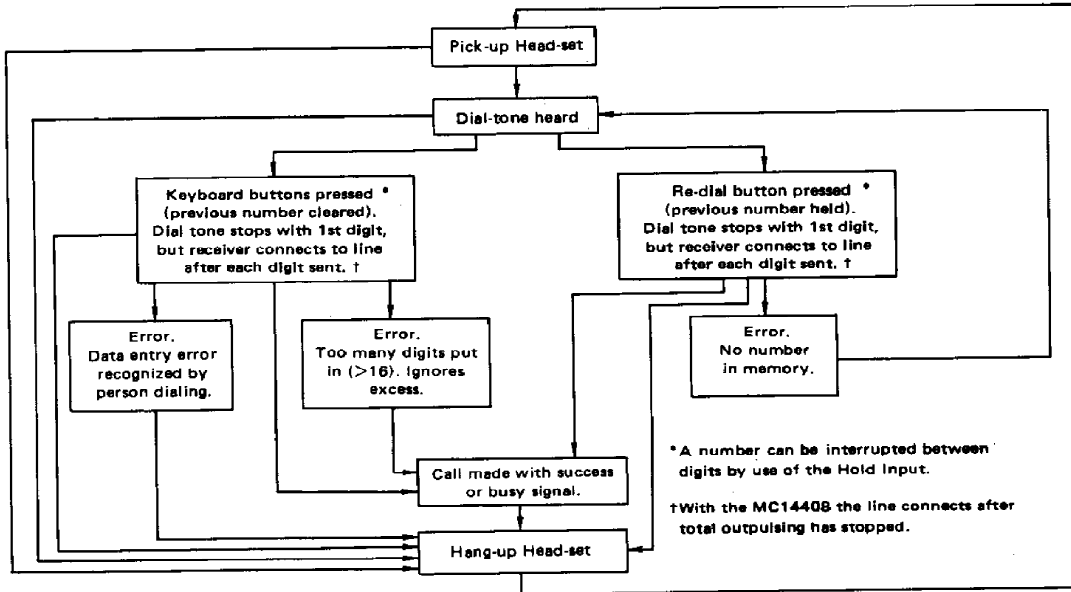 Pick-up Head-set
Dial-tone heard
Keyboard buttons pressed *
(previous number cleared).
Dial tone stops with 1st digit,
but receiver connects to line
after each digit sent. †
Re-dial button pressed *
(previous number held).
Dial tone stops with 1st digit,
but receiver connects to line
after each digit sent. †
Error.
Data entry error
recognized by
person dialing.
Error.
Too many digits put
in (>16). Ignores
excess.
Error.
No number
in memory.
Call made with success
or busy signal.
Hang-up Head-set
*A number can be interrupted between
digits by use of the Hold Input.
†With the MC14408 the line connects after
total outpulsing has stopped.